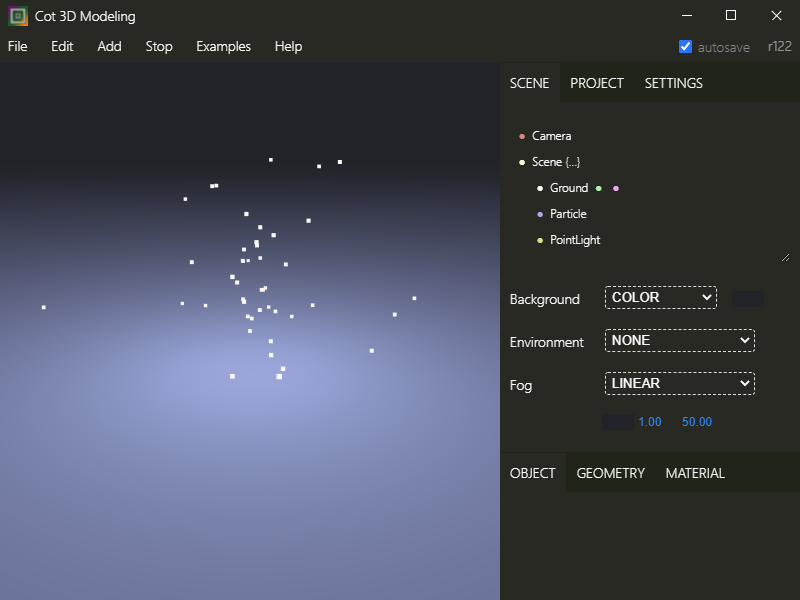 Cot 3D Modeling
File Edit Add Stop Examples Help autosave r122
SCENE PROJECT SETTINGS
Camera
Scene {...}
Ground
Particle
PointLight
Background COLOR
Environment NONE
Fog LINEAR
1.00 50.00
OBJECT GEOMETRY MATERIAL